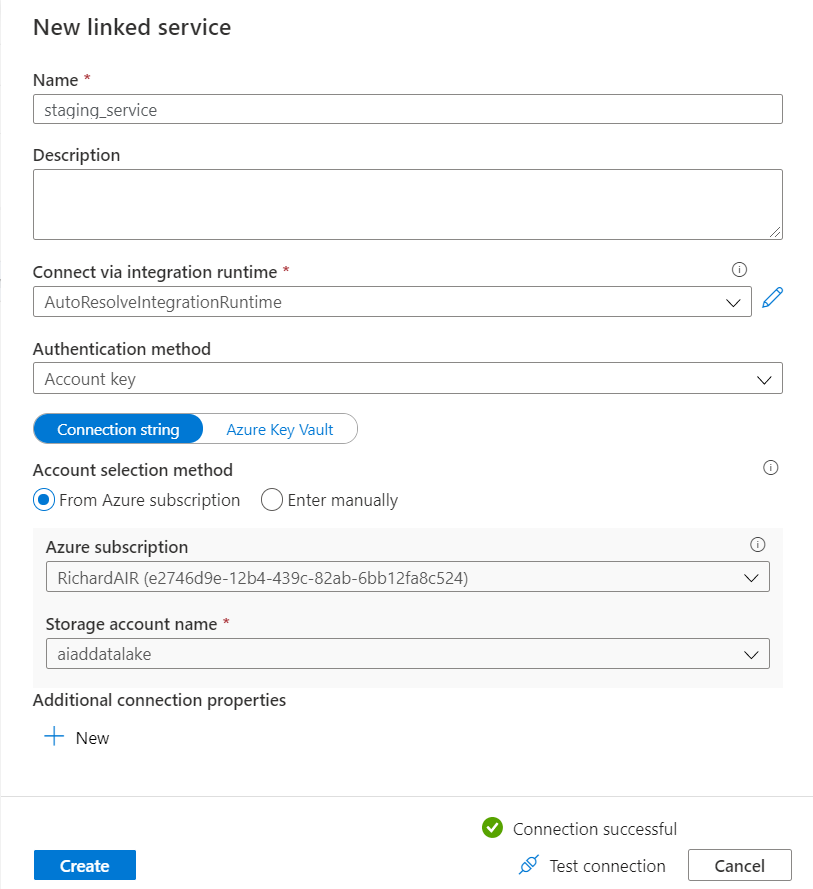 New linked service
Name *
staging_service
Description
Connect via integration runtime *
AutoResolveIntegrationRuntime
Authentication method
Account key
Connection string Azure Key Vault
Account selection method
From Azure subscription Enter manually
Azure subscription
RichardAIR (e2746d9e-12b4-439c-82ab-6bb12fa8c524)
Storage account name *
aiaddatalake
Additional connection properties
New
Connection successful
Create Test connection Cancel